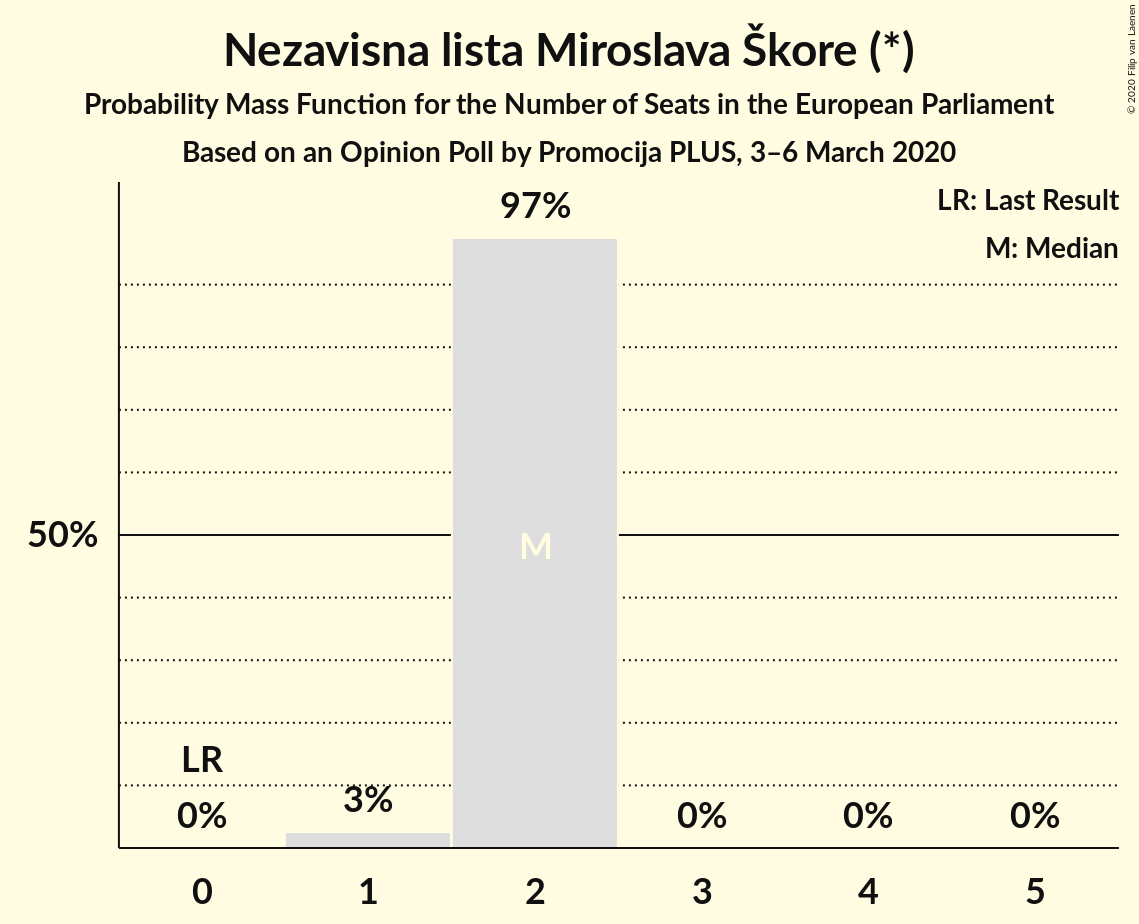 Nezavisna lista Miroslava Škore (*)
Probability Mass Function for the Number of Seats in the European Parliament
Based on an Opinion Poll by Promocija PLUS, 3–6 March 2020
© 2020 Filip van Laenen
LR: Last Result
M: Median
97%
50%
M
LR
0%
3%
0%
0%
0%
0
1
2
3
4
5